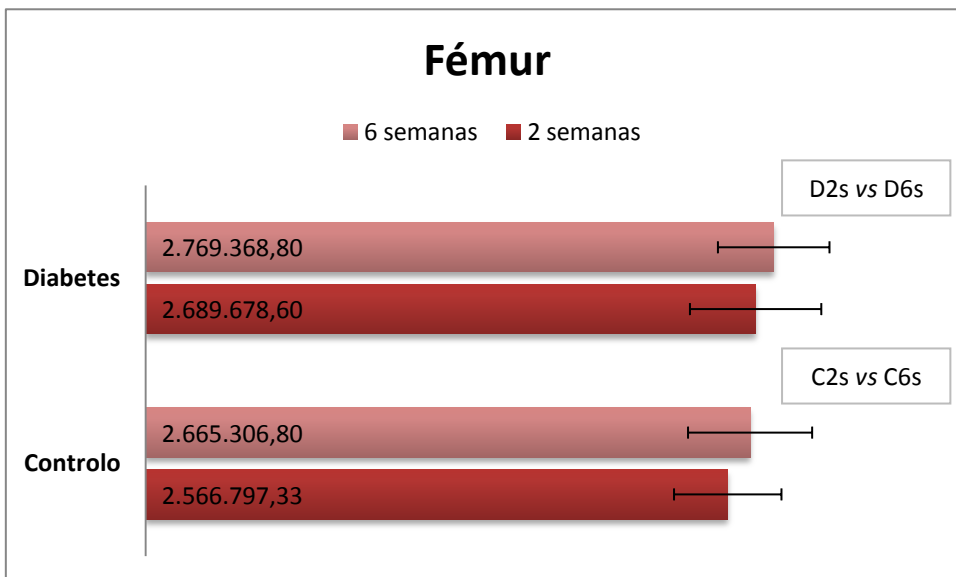 Fémur
6 semanas
2 semanas
D2s vs D6s
2.769.368,80
Diabetes
2.689.678,60
C2s vs C6s
2.665.306,80
Controlo
2.566.797,33